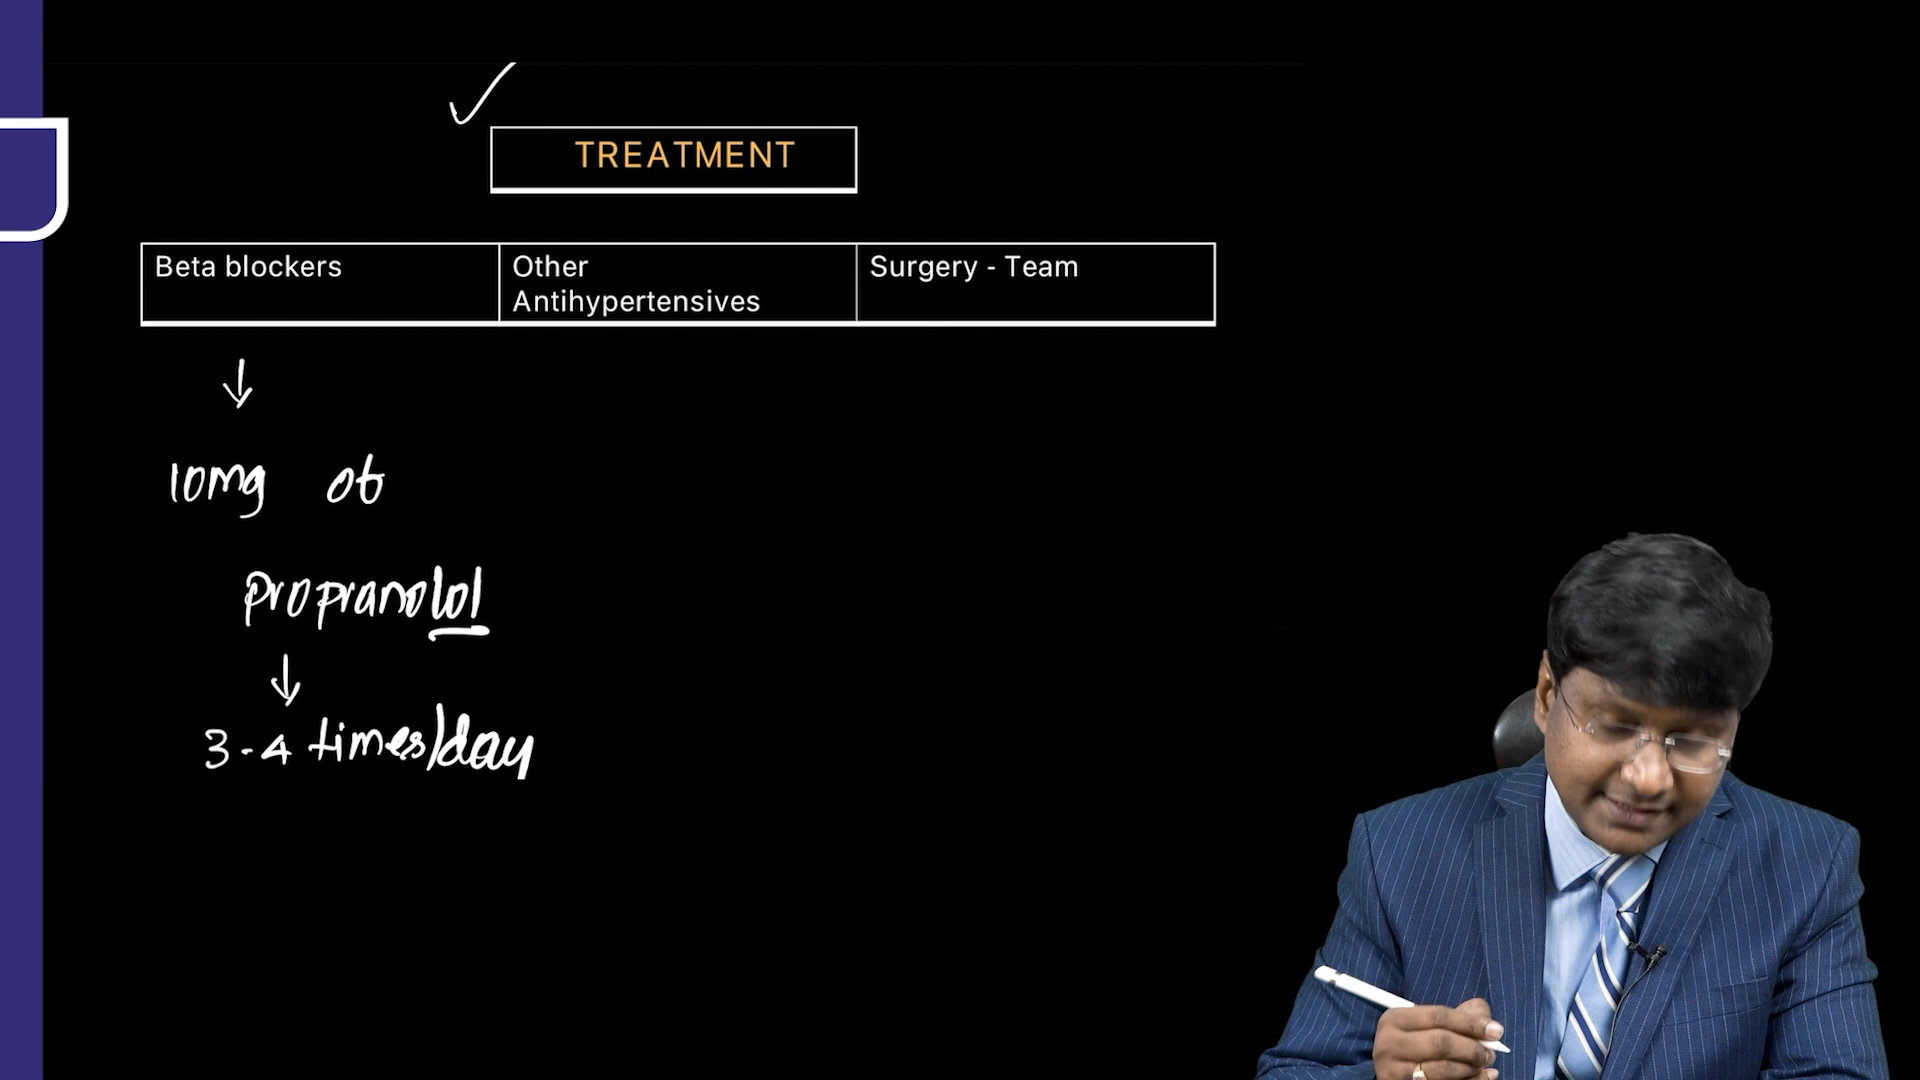 TREATMENT
Beta blockers
Other
Antihypertensives
Surgery - Team
10mg of
propranolol
3-4 times/day